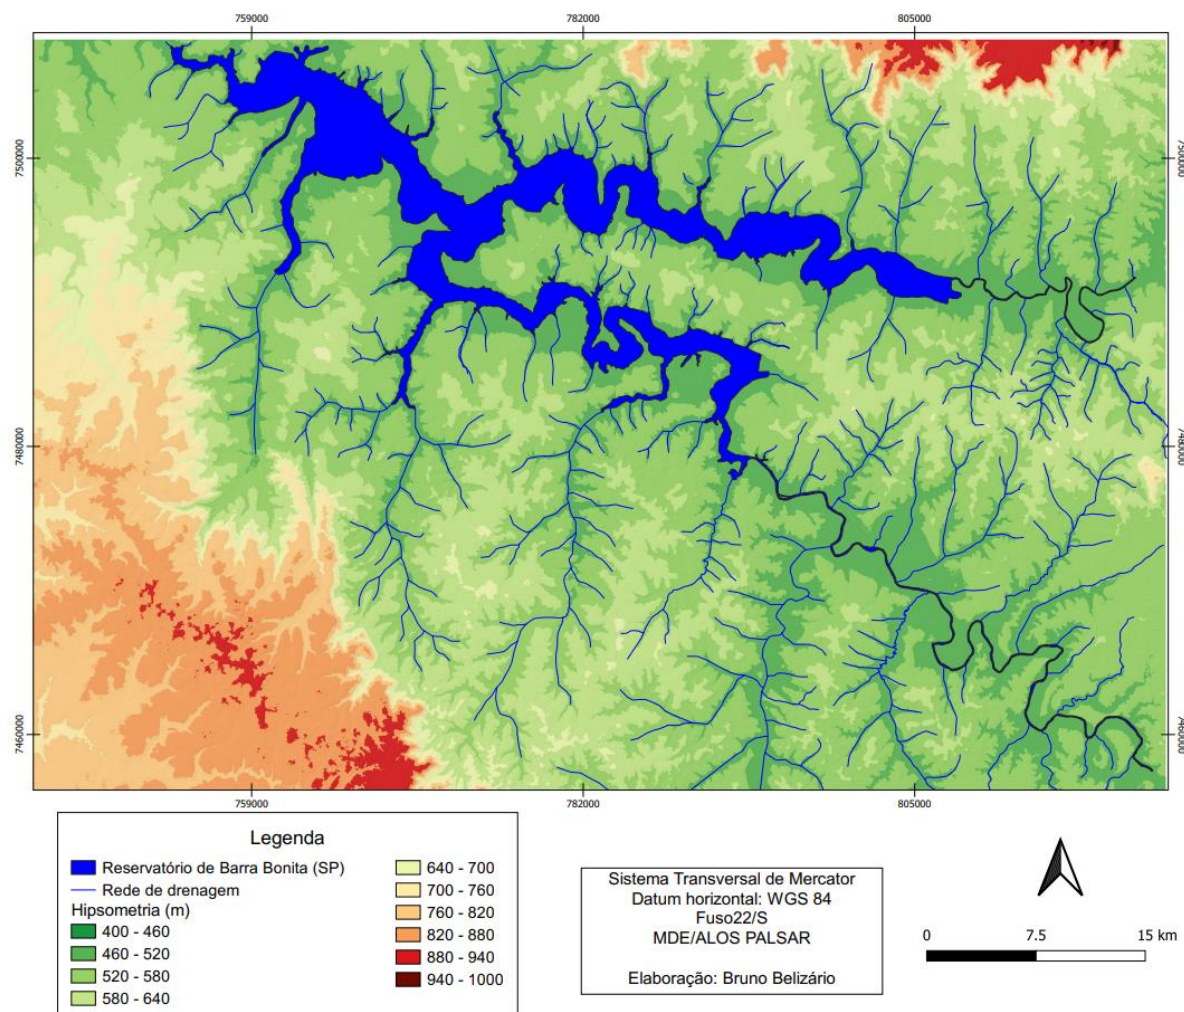 759000 782000 805000
7500000 7500000
7480000 7480000
7460000 7460000
759000 782000 805000
Legenda
Reservatório de Barra Bonita (SP)
Rede de drenagem
Hipsometria (m)
400 - 460
460 - 520
520 - 580
580 - 640
640 - 700
700 - 760
760 - 820
820 - 880
880 - 940
940 - 1000
Sistema Transversal de Mercator
Datum horizontal: WGS 84
Fuso22/S
MDE/ALOS PALSAR
Elaboração: Bruno Belizário
0 7.5 15 km